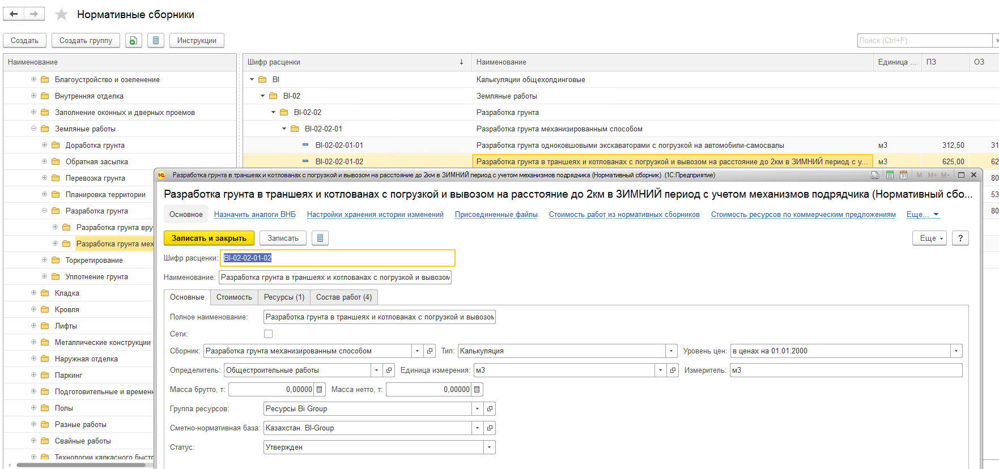 Нормативные сборники
Создать Создать группу Инструкции Поиск (Ctrl+F)
Наименование
Благоустройство и озеленение
Внутренняя отделка
Заполнение оконных и дверных проемов
Земляные работы
Доработка грунта
Обратная засыпка
Перевозка грунта
Планировка территории
Разработка грунта
Разработка грунта вру
Разработка грунта мех
Торкретирование
Уплотнение грунта
Кладка
Кровля
Лифты
Металлические конструкции
Наружная отделка
Паркинг
Подготовительные и времен
Полы
Разные работы
Свайные работы
Технологии каркасного быст
Шифр расценки Наименование Единица ... ПЗ ОЗ
BI Калькуляции общехолдинговые
BI-02 Земляные работы
BI-02-02 Разработка грунта
BI-02-02-01 Разработка грунта механизированным способом
BI-02-02-01-01 Разработка грунта одноковшовыми экскаваторами с погрузкой на автомобили-самосвалы м3 312,50 31
BI-02-02-01-02 Разработка грунта в траншеях и котлованах с погрузкой и вывозом на расстояние до 2км в ЗИМНИЙ период с у... м3 625,00 62
80
53
80
Разработка грунта в траншеях и котлованах с погрузкой и вывозом на расстояние до 2км в ЗИМНИЙ период с учетом механизмов подрядчика (Нормативный сборник) (1С:Предприятие) 31 M M+ M-
Разработка грунта в траншеях и котлованах с погрузкой и вывозом на расстояние до 2км в ЗИМНИЙ период с учетом механизмов подрядчика (Нормативный сбо...
Основное Назначить аналоги ВНБ Настройки хранения истории изменений Присоединенные файлы Стоимость работ из нормативных сборников Стоимость ресурсов по коммерческим предложениям Еще...
Записать и закрыть Записать Еще ?
Шифр расценки: BI-02-02-01-02
Наименование: Разработка грунта в траншеях и котлованах с погрузкой и вывозом
Основные Стоимость Ресурсы (1) Состав работ (4)
Полное наименование: Разработка грунта в траншеях и котлованах с погрузкой и вывозом
Сети:
Сборник: Разработка грунта механизированным способом Тип: Калькуляция Уровень цен: в ценах на 01.01.2000
Определитель: Общестроительные работы Единица измерения: м3 Измеритель: м3
Масса брутто, т: 0,00000 Масса нетто, т: 0,00000
Группа ресурсов: Ресурсы Bi Group
Сметно-нормативная база: Казахстан. BI-Group
Статус: Утвержден